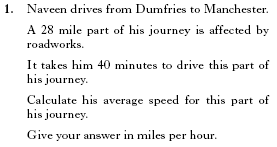 1. Naveen drives from Dumfries to Manchester.
A 28 mile part of his journey is affected by
roadworks.
It takes him 40 minutes to drive this part of
his journey.
Calculate his average speed for this part of
his journey.
Give your answer in miles per hour.